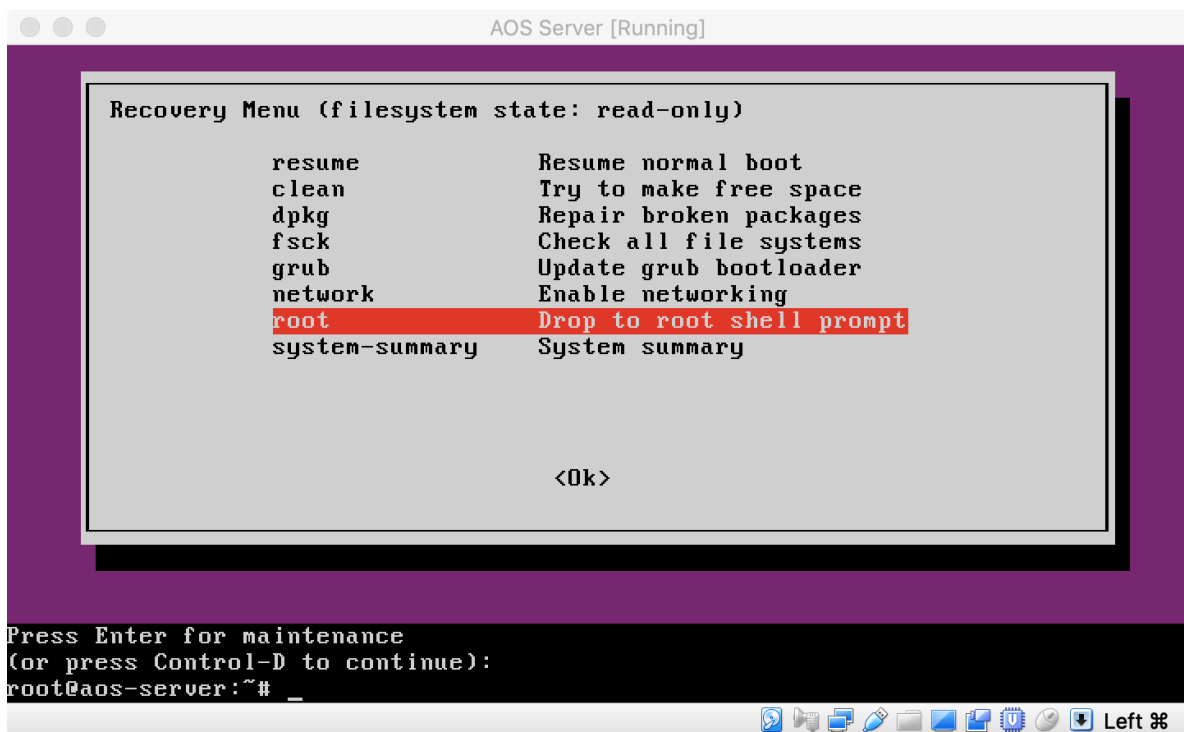 AOS Server [Running]
Recovery Menu (filesystem state: read-only)
resume Resume normal boot
clean Try to make free space
dpkg Repair broken packages
fsck Check all file systems
grub Update grub bootloader
network Enable networking
root Drop to root shell prompt
system-summary System summary
<Ok>
Press Enter for maintenance
(or press Control-D to continue):
root@aos-server:~# _
Left ⌘